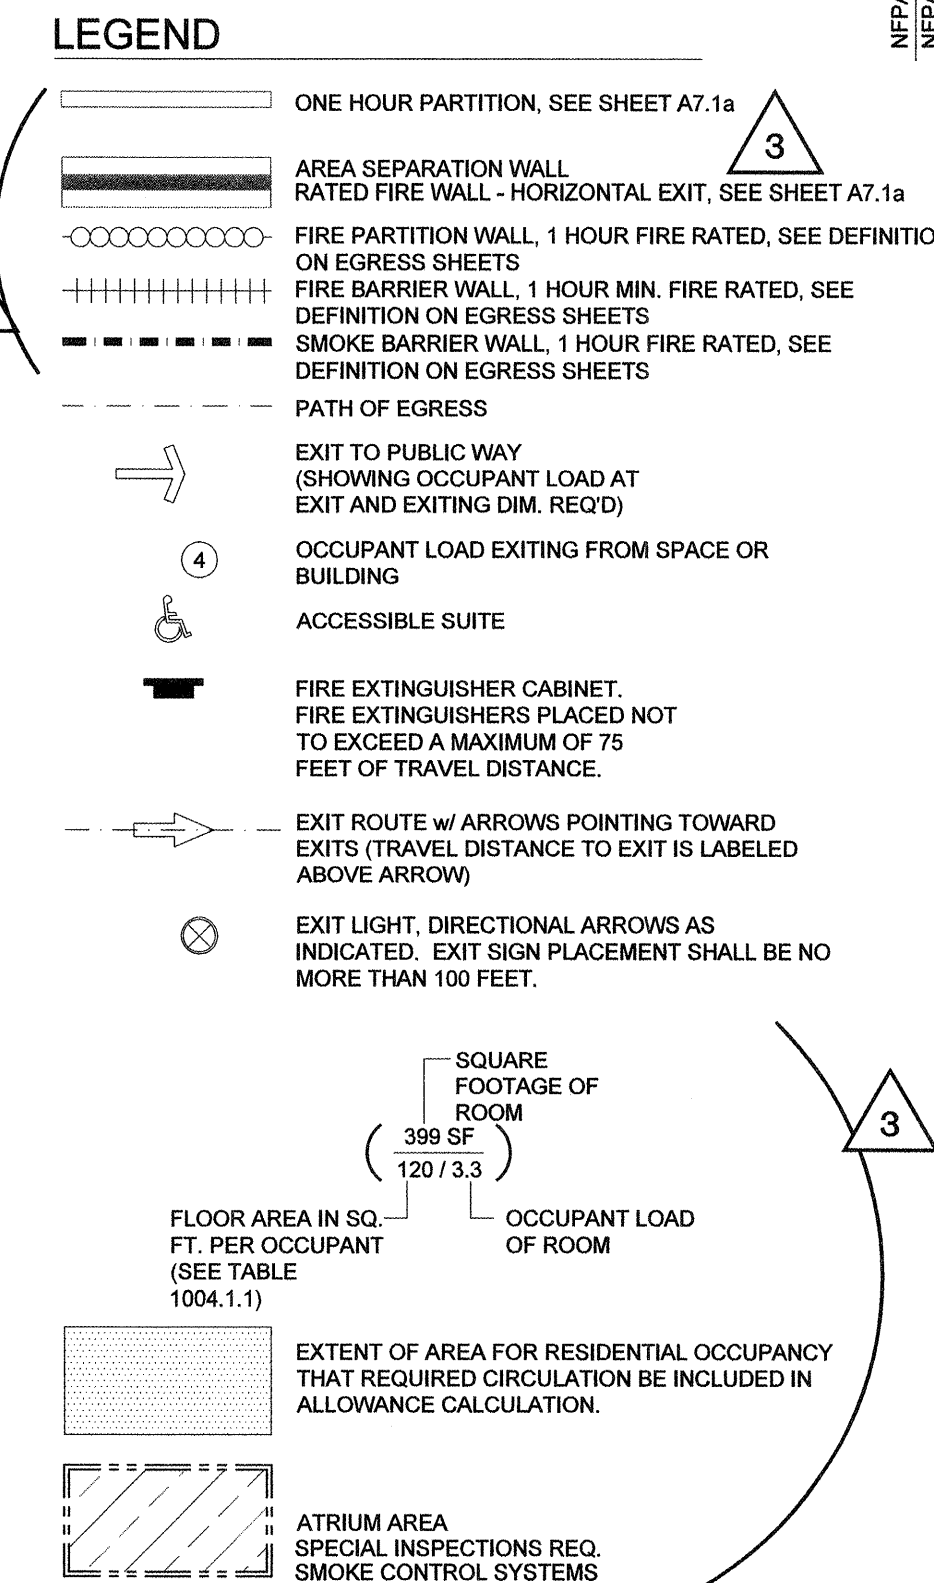 LEGEND
NFPA
NFPA
ONE HOUR PARTITION, SEE SHEET A7.1a
3
AREA SEPARATION WALL
RATED FIRE WALL - HORIZONTAL EXIT, SEE SHEET A7.1a
FIRE PARTITION WALL, 1 HOUR FIRE RATED, SEE DEFINITIO
ON EGRESS SHEETS
FIRE BARRIER WALL, 1 HOUR MIN. FIRE RATED, SEE
DEFINITION ON EGRESS SHEETS
SMOKE BARRIER WALL, 1 HOUR FIRE RATED, SEE
DEFINITION ON EGRESS SHEETS
PATH OF EGRESS
EXIT TO PUBLIC WAY
(SHOWING OCCUPANT LOAD AT
EXIT AND EXITING DIM. REQ'D)
4
OCCUPANT LOAD EXITING FROM SPACE OR
BUILDING
ACCESSIBLE SUITE
FIRE EXTINGUISHER CABINET.
FIRE EXTINGUISHERS PLACED NOT
TO EXCEED A MAXIMUM OF 75
FEET OF TRAVEL DISTANCE.
EXIT ROUTE w/ ARROWS POINTING TOWARD
EXITS (TRAVEL DISTANCE TO EXIT IS LABELED
ABOVE ARROW)
EXIT LIGHT, DIRECTIONAL ARROWS AS
INDICATED. EXIT SIGN PLACEMENT SHALL BE NO
MORE THAN 100 FEET.
SQUARE
FOOTAGE OF
ROOM
399 SF
120 / 3.3
3
FLOOR AREA IN SQ.
FT. PER OCCUPANT
(SEE TABLE
1004.1.1)
OCCUPANT LOAD
OF ROOM
EXTENT OF AREA FOR RESIDENTIAL OCCUPANCY
THAT REQUIRED CIRCULATION BE INCLUDED IN
ALLOWANCE CALCULATION.
ATRIUM AREA
SPECIAL INSPECTIONS REQ.
SMOKE CONTROL SYSTEMS